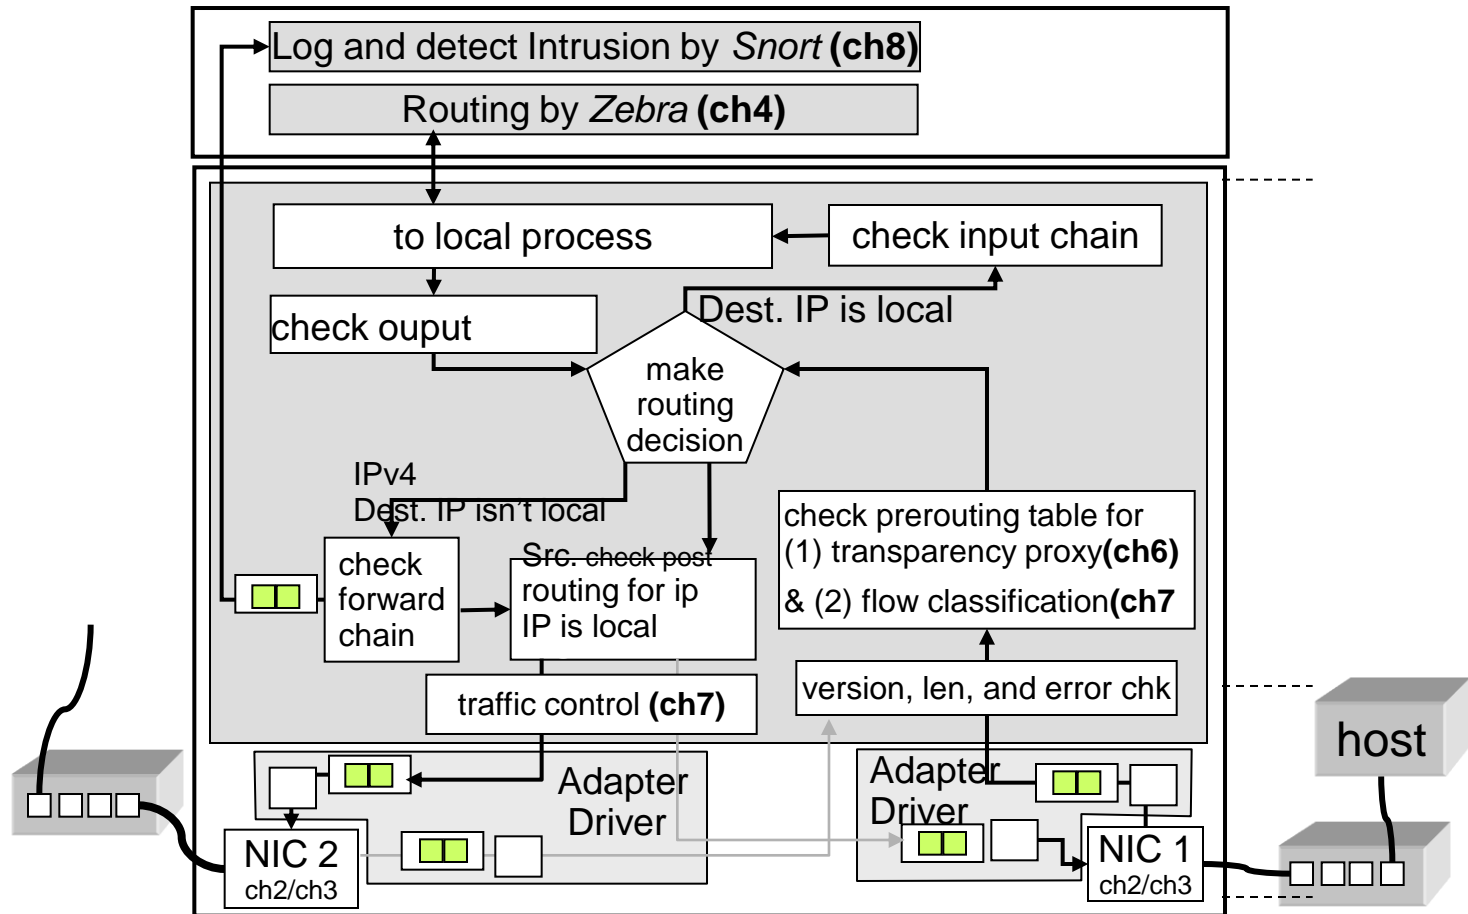 Log and detect Intrusion by Snort (ch8)
Routing by Zebra (ch4)
to local process
check input chain
check ouput
Dest. IP is local
make
routing
decision
IPv4
Dest. IP isn't local
check
forward
chain
Src. check post
routing for ip
IP is local
check prerouting table for
(1) transparency proxy(ch6)
& (2) flow classification(ch7
version, len, and error chk
traffic control (ch7)
Adapter
Driver
Adapter
Driver
NIC 2
ch2/ch3
NIC 1
ch2/ch3
host